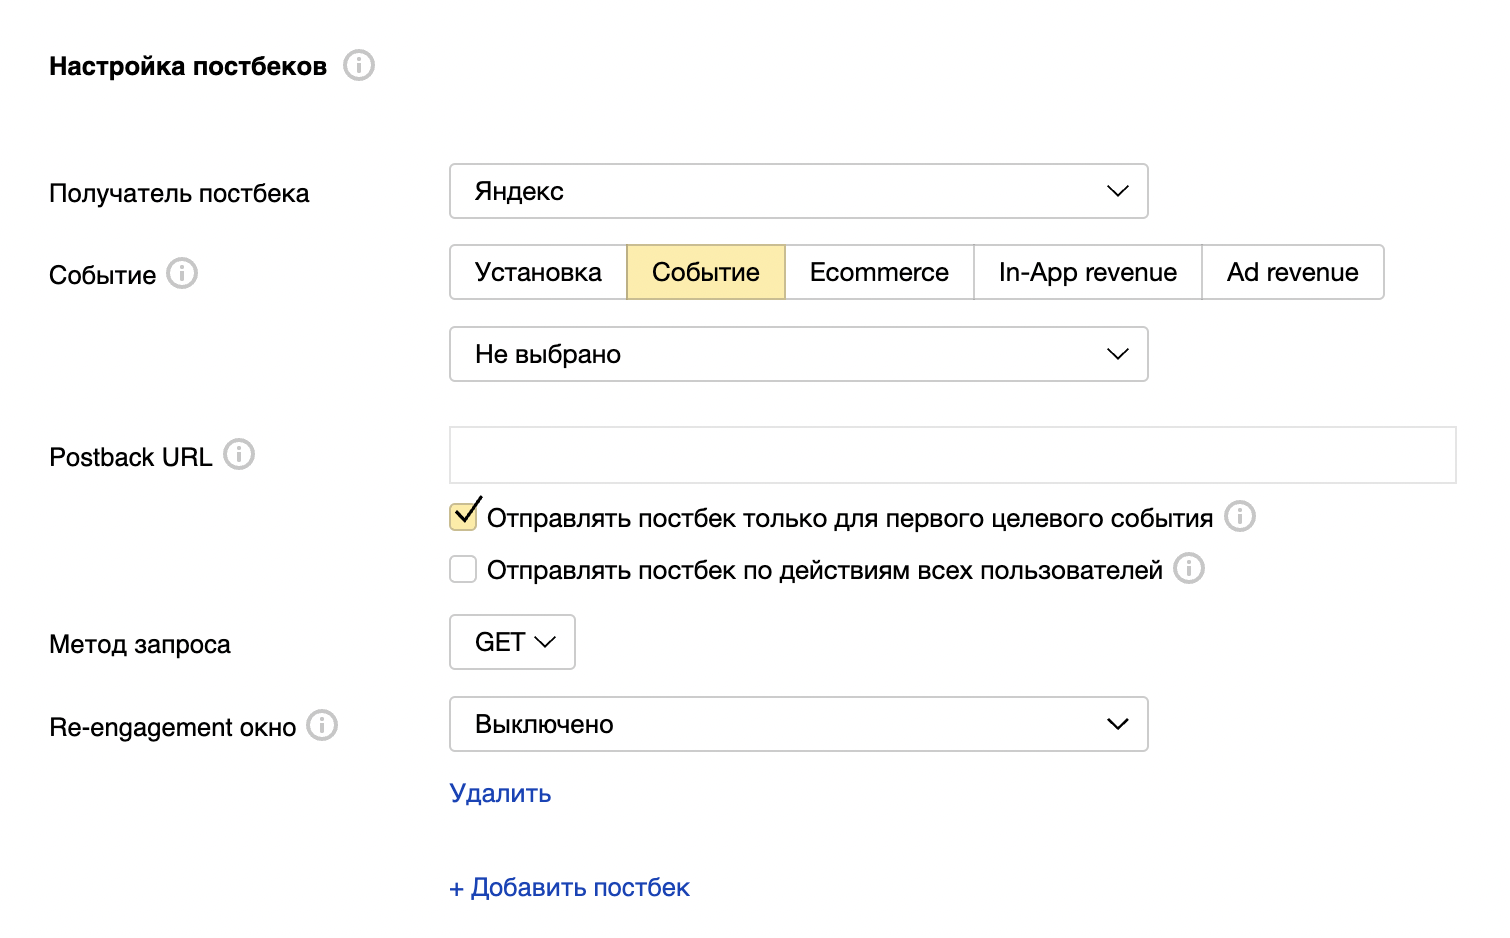 Настройка постбеков
Получатель постбека
Яндекс
Событие
Установка
Событие
Ecommerce
In-App revenue
Ad revenue
Не выбрано
Postback URL
Отправлять постбек только для первого целевого события
Отправлять постбек по действиям всех пользователей
Метод запроса
GET
Re-engagement окно
Выключено
Удалить
+ Добавить постбек